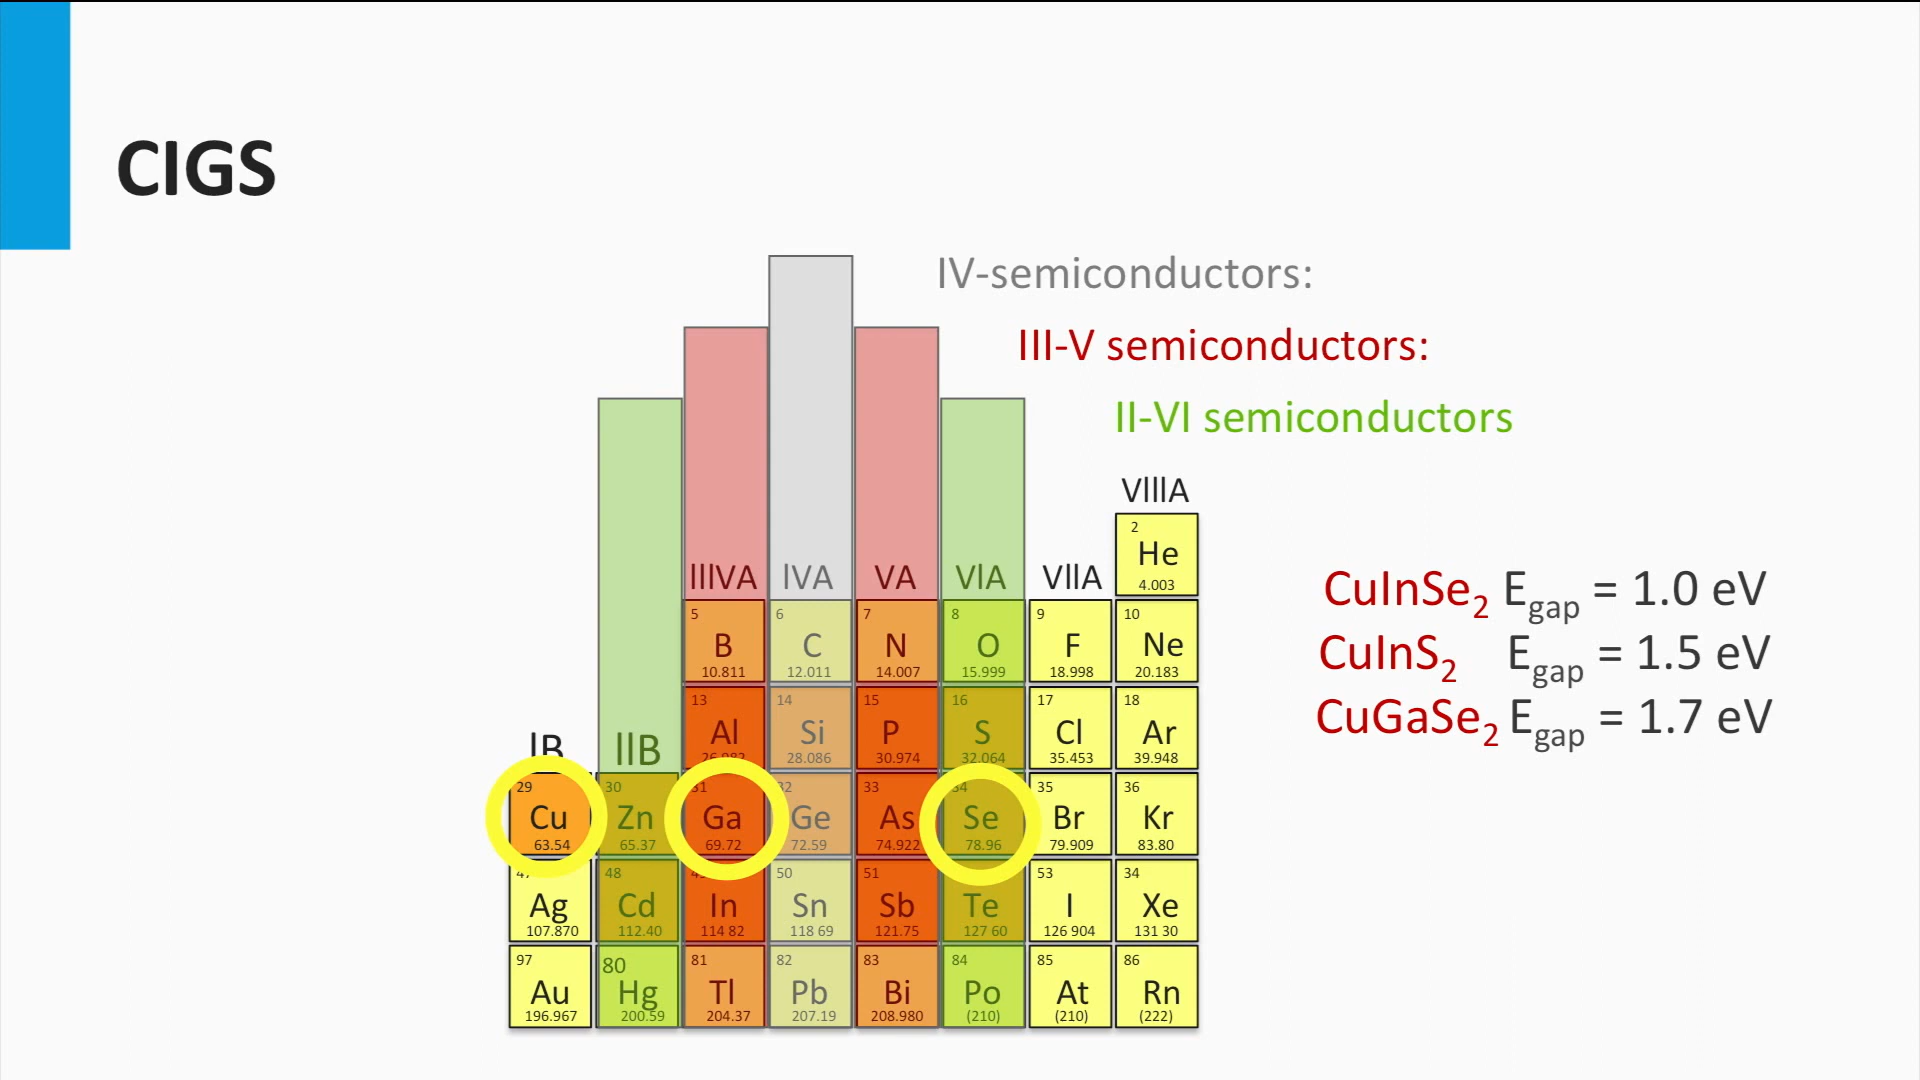 CIGS
IV-semiconductors:
III-V semiconductors:
II-VI semiconductors
VIIIA
2
He
4.003
IIIVA IVA VA VIA VIIA
5 6 7 8 9 10
B C N O F Ne
10.811 12.011 14.007 15.999 18.998 20.183
CuInSe₂ E_gap = 1.0 eV
CuInS₂ E_gap = 1.5 eV
CuGaSe₂ E_gap = 1.7 eV
13 14 15 16 17 18
Al Si P S Cl Ar
26.982 28.086 30.974 32.064 35.453 39.948
IB IIB
29 30 31 32 33 34 35 36
Cu Zn Ga Ge As Se Br Kr
63.54 65.37 69.72 72.59 74.922 78.96 79.909 83.80
47 48 50 51 53 34
Ag Cd In Sn Sb Te I Xe
107.870 112.40 114 82 118 69 121.75 127 60 126 904 131 30
97 80 81 82 83 84 85 86
Au Hg Tl Pb Bi Po At Rn
196.967 200.59 204.37 207.19 208.980 (210) (210) (222)